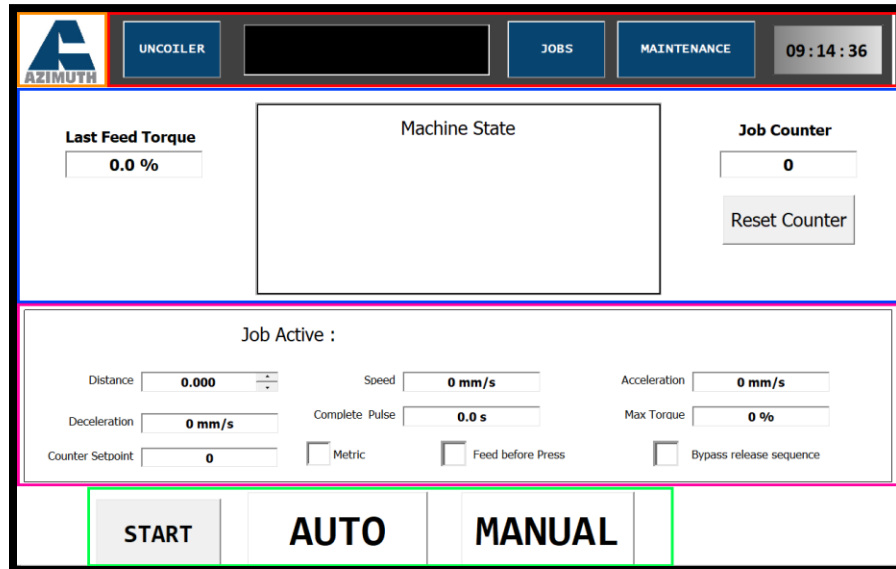 AZIMUTH
UNCOILER
JOBS
MAINTENANCE
09:14:36
Last Feed Torque
0.0 %
Machine State
Job Counter
0
Reset Counter
Job Active :
Distance 0.000
Speed 0 mm/s
Acceleration 0 mm/s
Deceleration 0 mm/s
Complete Pulse 0.0 s
Max Torque 0 %
Counter Setpoint 0
Metric
Feed before Press
Bypass release sequence
START
AUTO
MANUAL